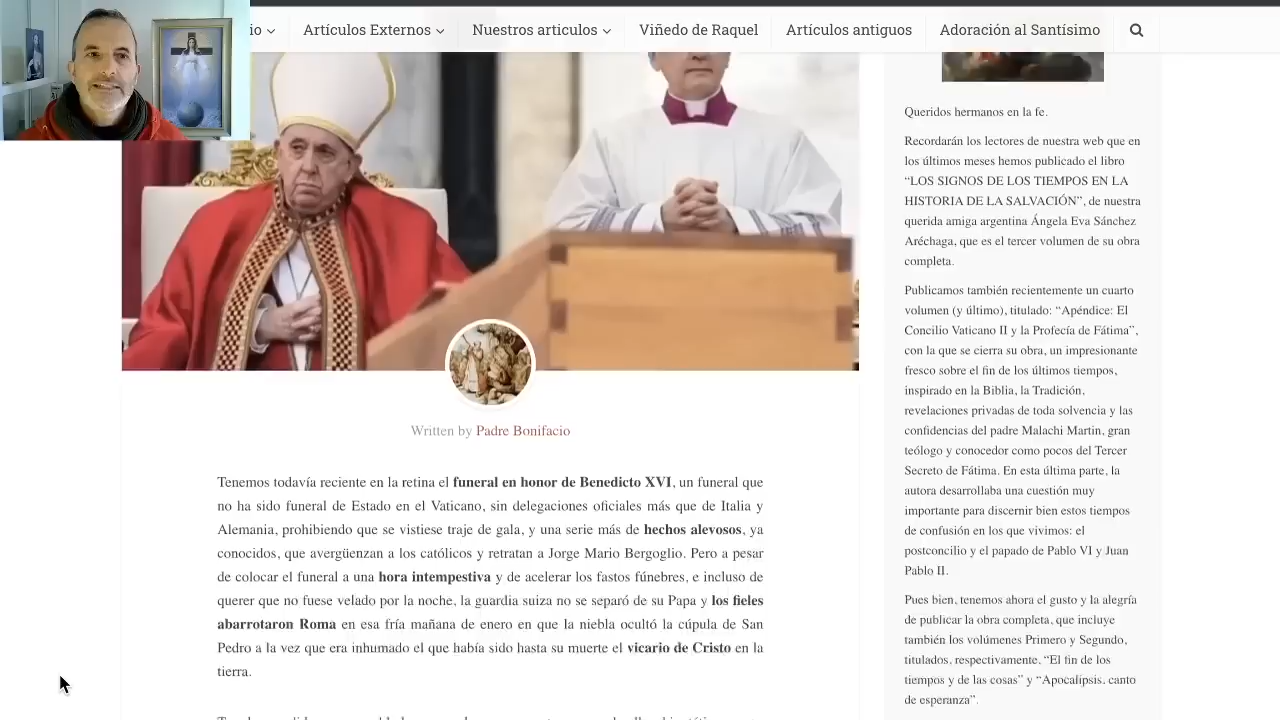 io
Artículos Externos
Nuestros articulos
Viñedo de Raquel
Artículos antiguos
Adoración al Santísimo
Written by Padre Bonifacio
Tenemos todavía reciente en la retina el funeral en honor de Benedicto XVI, un funeral que
no ha sido funeral de Estado en el Vaticano, sin delegaciones oficiales más que de Italia y
Alemania, prohibiendo que se vistiese traje de gala, y una serie más de hechos alevosos, ya
conocidos, que avergüenzan a los católicos y retratan a Jorge Mario Bergoglio. Pero a pesar
de colocar el funeral a una hora intempestiva y de acelerar los fastos fúnebres, e incluso de
querer que no fuese velado por la noche, la guardia suiza no se separó de su Papa y los fieles
abarrotaron Roma en esa fría mañana de enero en que la niebla ocultó la cúpula de San
Pedro a la vez que era inhumado el que había sido hasta su muerte el vicario de Cristo en la
tierra.
Queridos hermanos en la fe.
Recordarán los lectores de nuestra web que en
los últimos meses hemos publicado el libro
“LOS SIGNOS DE LOS TIEMPOS EN LA
HISTORIA DE LA SALVACIÓN”, de nuestra
querida amiga argentina Ángela Eva Sánchez
Aréchaga, que es el tercer volumen de su obra
completa.
Publicamos también recientemente un cuarto
volumen (y último), titulado: “Apéndice: El
Concilio Vaticano II y la Profecía de Fátima”,
con la que se cierra su obra, un impresionante
fresco sobre el fin de los últimos tiempos,
inspirado en la Biblia, la Tradición,
revelaciones privadas de toda solvencia y las
confidencias del padre Malachi Martin, gran
teólogo y conocedor como pocos del Tercer
Secreto de Fátima. En esta última parte, la
autora desarrollaba una cuestión muy
importante para discernir bien estos tiempos
de confusión en los que vivimos: el
postconcilio y el papado de Pablo VI y Juan
Pablo II.
Pues bien, tenemos ahora el gusto y la alegría
de publicar la obra completa, que incluye
también los volúmenes Primero y Segundo,
titulados, respectivamente, “El fin de los
tiempos y de las cosas” y “Apocalipsis, canto
de esperanza”.